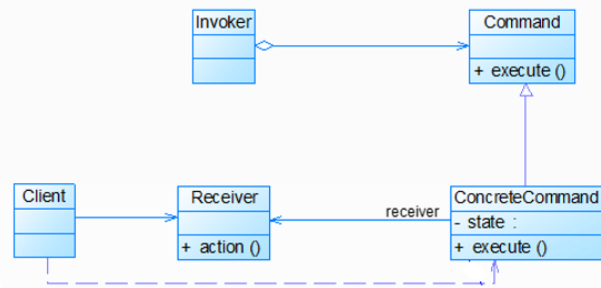 Invoker
Command
+ execute ()
Client
Receiver
+ action ()
receiver
ConcreteCommand
- state :
+ execute ()